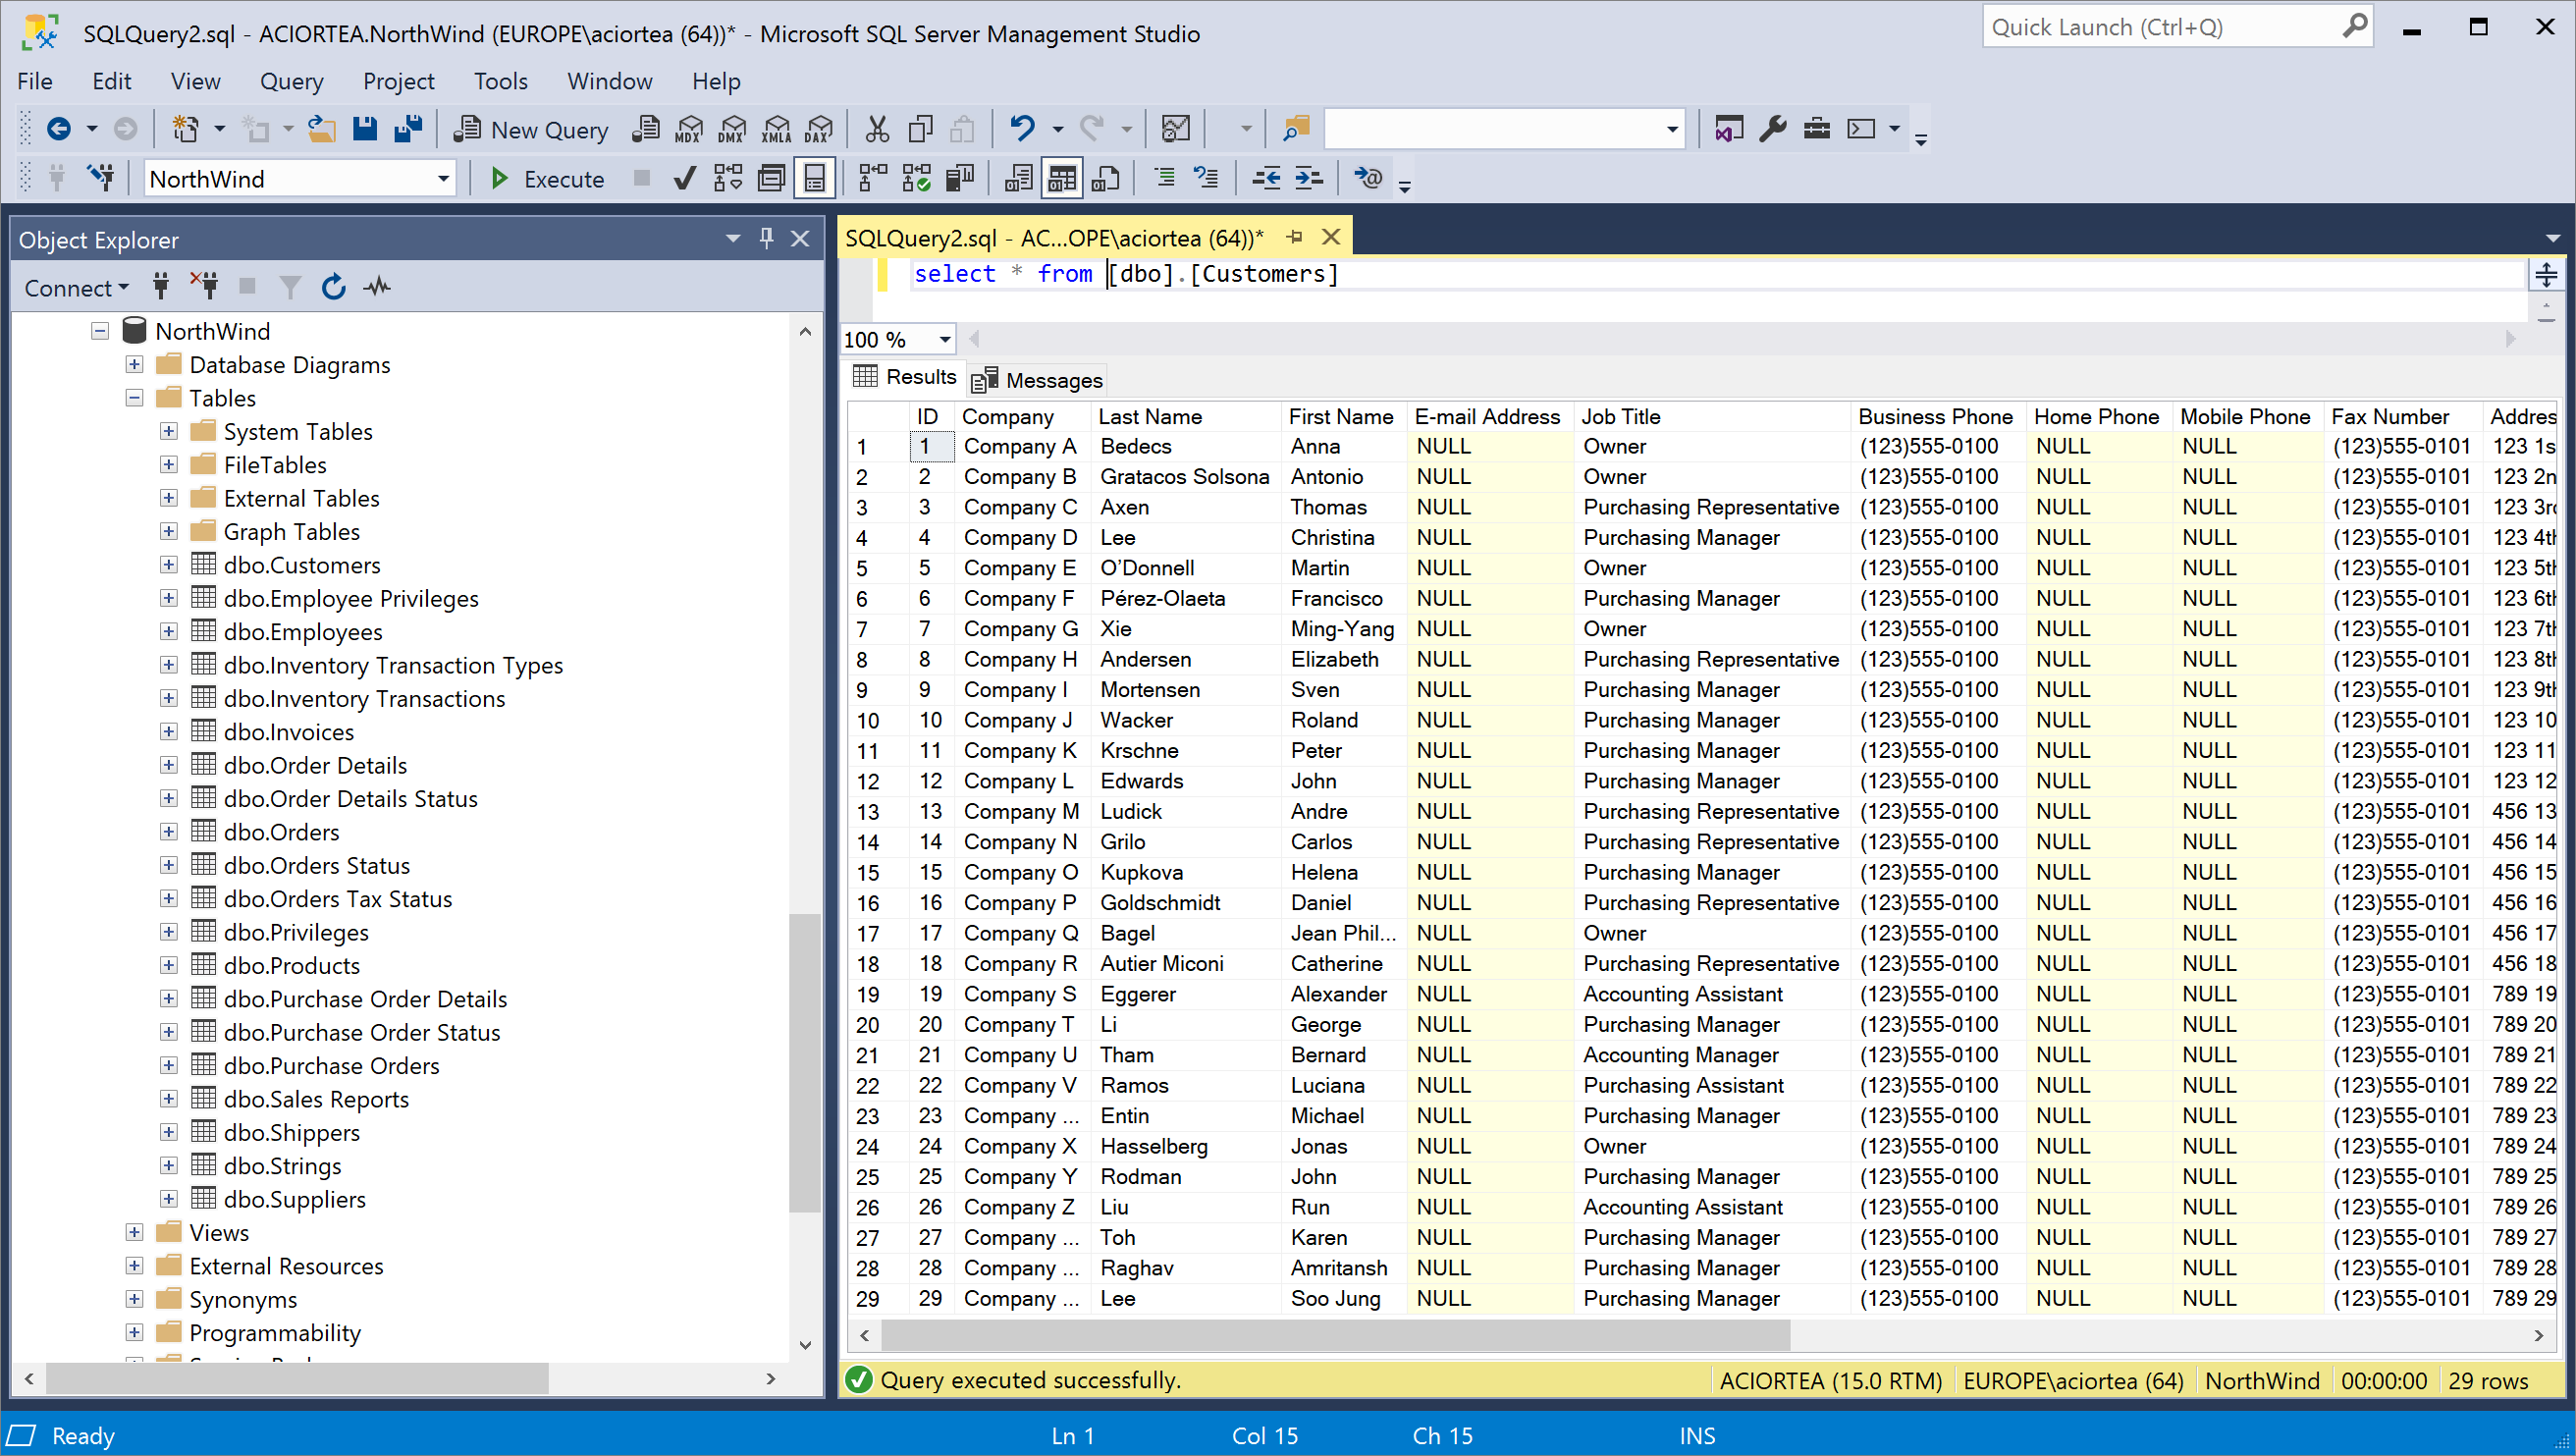 SQLQuery2.sql - ACIORTEA.NorthWind (EUROPE\aciortea (64))* - Microsoft SQL Server Management Studio
Quick Launch (Ctrl+Q)
File Edit View Query Project Tools Window Help
New Query MDX DMX XMLA DAX
NorthWind Execute
Object Explorer
Connect
NorthWind
Database Diagrams
Tables
System Tables
FileTables
External Tables
Graph Tables
dbo.Customers
dbo.Employee Privileges
dbo.Employees
dbo.Inventory Transaction Types
dbo.Inventory Transactions
dbo.Invoices
dbo.Order Details
dbo.Order Details Status
dbo.Orders
dbo.Orders Status
dbo.Orders Tax Status
dbo.Privileges
dbo.Products
dbo.Purchase Order Details
dbo.Purchase Order Status
dbo.Purchase Orders
dbo.Sales Reports
dbo.Shippers
dbo.Strings
dbo.Suppliers
Views
External Resources
Synonyms
Programmability
SQLQuery2.sql - AC...OPE\aciortea (64))*
select * from [dbo].[Customers]
100 %
Results Messages
ID Company Last Name First Name E-mail Address Job Title Business Phone Home Phone Mobile Phone Fax Number Addres
1 1 Company A Bedecs Anna NULL Owner (123)555-0100 NULL NULL (123)555-0101 123 1s
2 2 Company B Gratacos Solsona Antonio NULL Owner (123)555-0100 NULL NULL (123)555-0101 123 2n
3 3 Company C Axen Thomas NULL Purchasing Representative (123)555-0100 NULL NULL (123)555-0101 123 3rd
4 4 Company D Lee Christina NULL Purchasing Manager (123)555-0100 NULL NULL (123)555-0101 123 4th
5 5 Company E O’Donnell Martin NULL Owner (123)555-0100 NULL NULL (123)555-0101 123 5th
6 6 Company F Pérez-Olaeta Francisco NULL Purchasing Manager (123)555-0100 NULL NULL (123)555-0101 123 6th
7 7 Company G Xie Ming-Yang NULL Owner (123)555-0100 NULL NULL (123)555-0101 123 7th
8 8 Company H Andersen Elizabeth NULL Purchasing Representative (123)555-0100 NULL NULL (123)555-0101 123 8th
9 9 Company I Mortensen Sven NULL Purchasing Manager (123)555-0100 NULL NULL (123)555-0101 123 9th
10 10 Company J Wacker Roland NULL Purchasing Manager (123)555-0100 NULL NULL (123)555-0101 123 10
11 11 Company K Krschne Peter NULL Purchasing Manager (123)555-0100 NULL NULL (123)555-0101 123 11
12 12 Company L Edwards John NULL Purchasing Manager (123)555-0100 NULL NULL (123)555-0101 123 12
13 13 Company M Ludick Andre NULL Purchasing Representative (123)555-0100 NULL NULL (123)555-0101 456 13
14 14 Company N Grilo Carlos NULL Purchasing Representative (123)555-0100 NULL NULL (123)555-0101 456 14
15 15 Company O Kupkova Helena NULL Purchasing Manager (123)555-0100 NULL NULL (123)555-0101 456 15
16 16 Company P Goldschmidt Daniel NULL Purchasing Representative (123)555-0100 NULL NULL (123)555-0101 456 16
17 17 Company Q Bagel Jean Phil... NULL Owner (123)555-0100 NULL NULL (123)555-0101 456 17
18 18 Company R Autier Miconi Catherine NULL Purchasing Representative (123)555-0100 NULL NULL (123)555-0101 456 18
19 19 Company S Eggerer Alexander NULL Accounting Assistant (123)555-0100 NULL NULL (123)555-0101 789 19
20 20 Company T Li George NULL Purchasing Manager (123)555-0100 NULL NULL (123)555-0101 789 20
21 21 Company U Tham Bernard NULL Accounting Manager (123)555-0100 NULL NULL (123)555-0101 789 21
22 22 Company V Ramos Luciana NULL Purchasing Assistant (123)555-0100 NULL NULL (123)555-0101 789 22
23 23 Company ... Entin Michael NULL Purchasing Manager (123)555-0100 NULL NULL (123)555-0101 789 23
24 24 Company X Hasselberg Jonas NULL Owner (123)555-0100 NULL NULL (123)555-0101 789 24
25 25 Company Y Rodman John NULL Purchasing Manager (123)555-0100 NULL NULL (123)555-0101 789 25
26 26 Company Z Liu Run NULL Accounting Assistant (123)555-0100 NULL NULL (123)555-0101 789 26
27 27 Company ... Toh Karen NULL Purchasing Manager (123)555-0100 NULL NULL (123)555-0101 789 27
28 28 Company ... Raghav Amritansh NULL Purchasing Manager (123)555-0100 NULL NULL (123)555-0101 789 28
29 29 Company ... Lee Soo Jung NULL Purchasing Manager (123)555-0100 NULL NULL (123)555-0101 789 29
Query executed successfully. ACIORTEA (15.0 RTM) EUROPE\aciortea (64) NorthWind 00:00:00 29 rows
Ready Ln 1 Col 15 Ch 15 INS